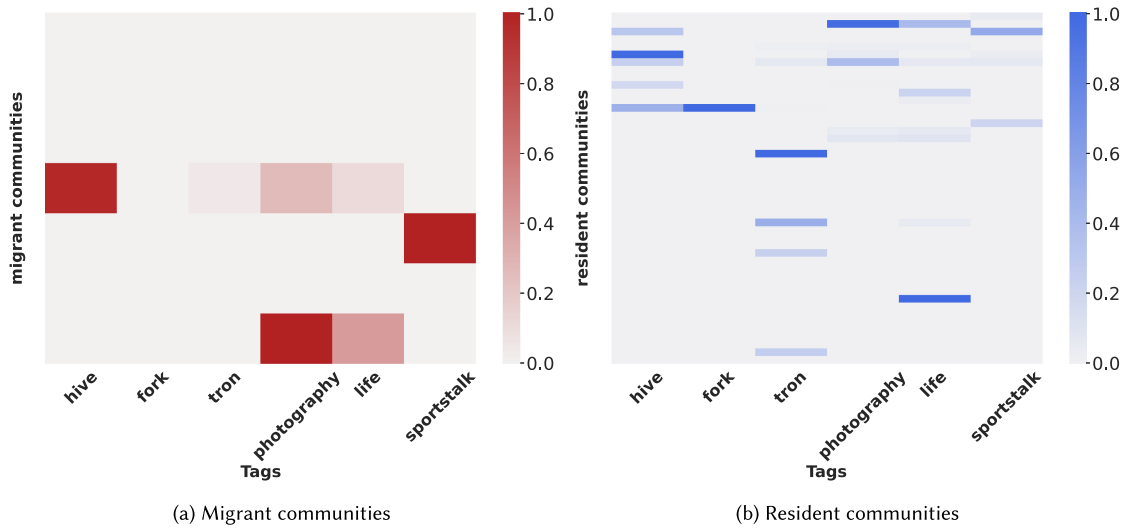 migrant communities
hive
fork
tron
photography
life
sportstalk
Tags
1.0
0.8
0.6
0.4
0.2
0.0
(a) Migrant communities
resident communities
hive
fork
tron
photography
life
sportstalk
Tags
1.0
0.8
0.6
0.4
0.2
0.0
(b) Resident communities